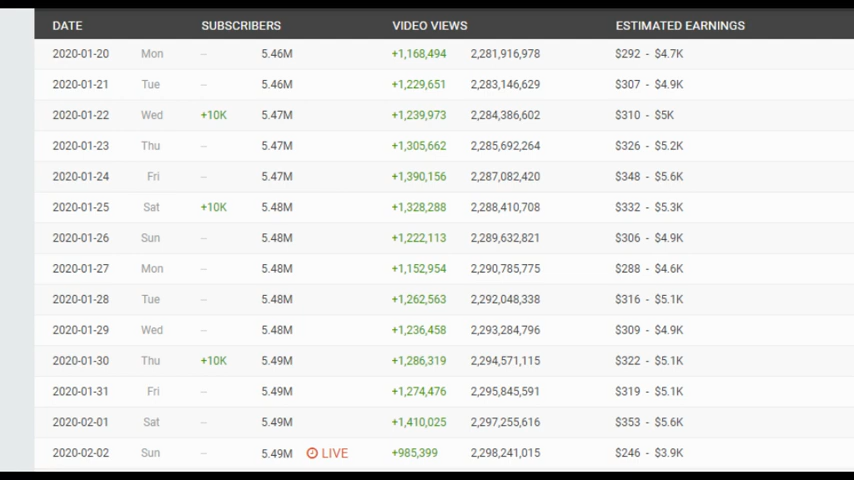 DATE SUBSCRIBERS VIDEO VIEWS ESTIMATED EARNINGS
2020-01-20 Mon -- 5.46M +1,168,494 2,281,916,978 $292 - $4.7K
2020-01-21 Tue -- 5.46M +1,229,651 2,283,146,629 $307 - $4.9K
2020-01-22 Wed +10K 5.47M +1,239,973 2,284,386,602 $310 - $5K
2020-01-23 Thu -- 5.47M +1,305,662 2,285,692,264 $326 - $5.2K
2020-01-24 Fri -- 5.47M +1,390,156 2,287,082,420 $348 - $5.6K
2020-01-25 Sat +10K 5.48M +1,328,288 2,288,410,708 $332 - $5.3K
2020-01-26 Sun -- 5.48M +1,222,113 2,289,632,821 $306 - $4.9K
2020-01-27 Mon -- 5.48M +1,152,954 2,290,785,775 $288 - $4.6K
2020-01-28 Tue -- 5.48M +1,262,563 2,292,048,338 $316 - $5.1K
2020-01-29 Wed -- 5.48M +1,236,458 2,293,284,796 $309 - $4.9K
2020-01-30 Thu +10K 5.49M +1,286,319 2,294,571,115 $322 - $5.1K
2020-01-31 Fri -- 5.49M +1,274,476 2,295,845,591 $319 - $5.1K
2020-02-01 Sat -- 5.49M +1,410,025 2,297,255,616 $353 - $5.6K
2020-02-02 Sun -- 5.49M LIVE +985,399 2,298,241,015 $246 - $3.9K